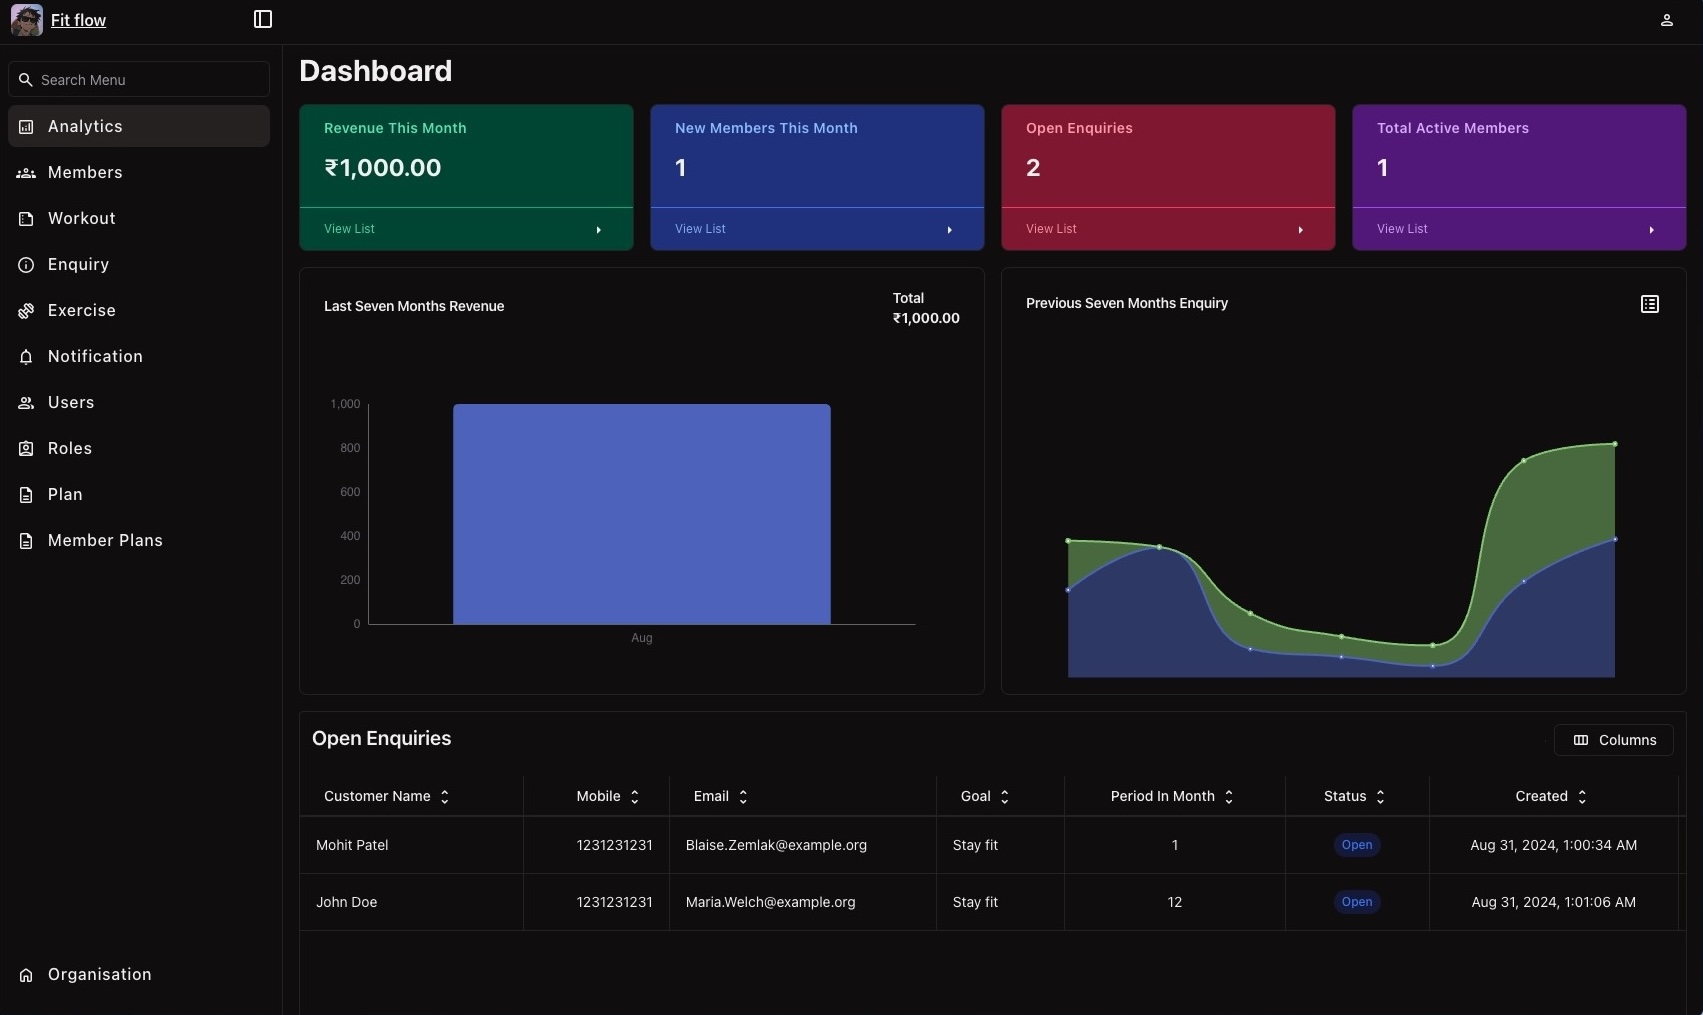 Fit flow
Search Menu
Analytics
Members
Workout
Enquiry
Exercise
Notification
Users
Roles
Plan
Member Plans
Organisation
Dashboard
Revenue This Month
₹1,000.00
View List
New Members This Month
1
View List
Open Enquiries
2
View List
Total Active Members
1
View List
Last Seven Months Revenue
Total
₹1,000.00
1,000
800
600
400
200
0
Aug
Previous Seven Months Enquiry
Open Enquiries
Columns
Customer Name Mobile Email Goal Period In Month Status Created
Mohit Patel 1231231231 Blaise.Zemlak@example.org Stay fit 1 Open Aug 31, 2024, 1:00:34 AM
John Doe 1231231231 Maria.Welch@example.org Stay fit 12 Open Aug 31, 2024, 1:01:06 AM